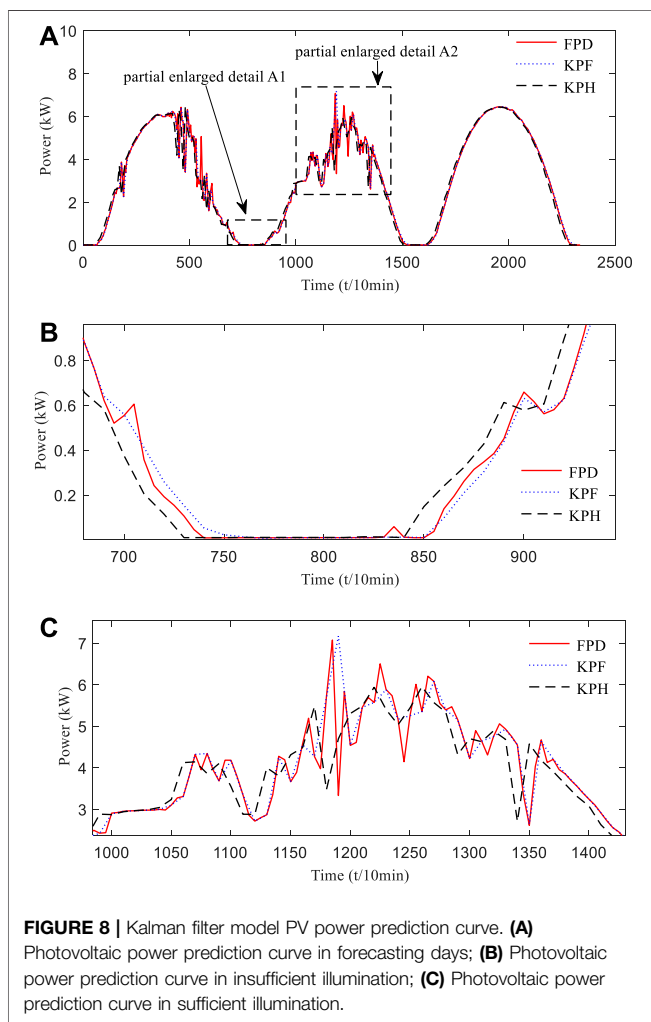 A
10
8
6
4
2
0
Power (kW)
partial enlarged detail A1
partial enlarged detail A2
FPD
KPF
KPH
0
500
1000
1500
2000
2500
Time (t/10min)
B
0.8
0.6
0.4
0.2
Power (kW)
FPD
KPF
KPH
700
750
800
850
900
Time (t/10min)
C
7
6
5
4
3
Power (kW)
FPD
KPF
KPH
1000
1050
1100
1150
1200
1250
1300
1350
1400
Time (t/10min)
FIGURE 8 | Kalman filter model PV power prediction curve. (A)
Photovoltaic power prediction curve in forecasting days; (B) Photovoltaic
power prediction curve in insufficient illumination; (C) Photovoltaic power
prediction curve in sufficient illumination.